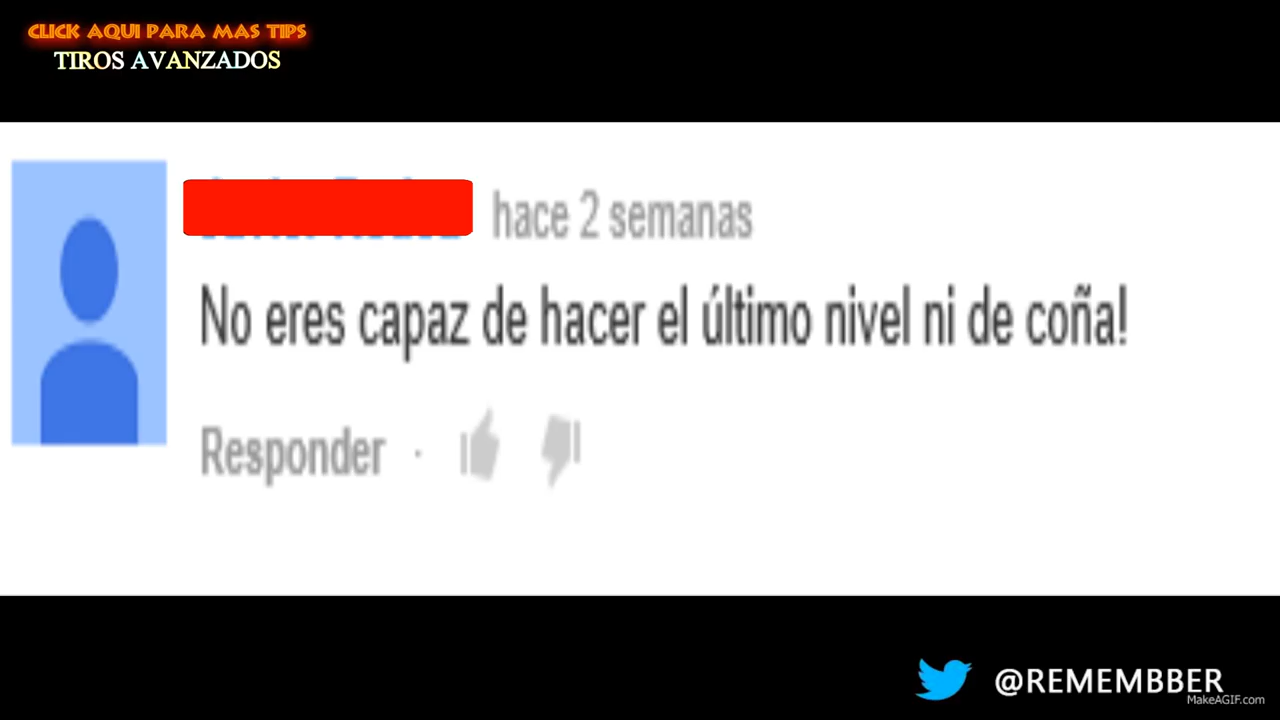 CLICK AQUI PARA MAS TIPS
TIROS AVANZADOS
hace 2 semanas
No eres capaz de hacer el último nivel ni de coña!
Responder ·
@REMEMBBER
MakeAGIF.com